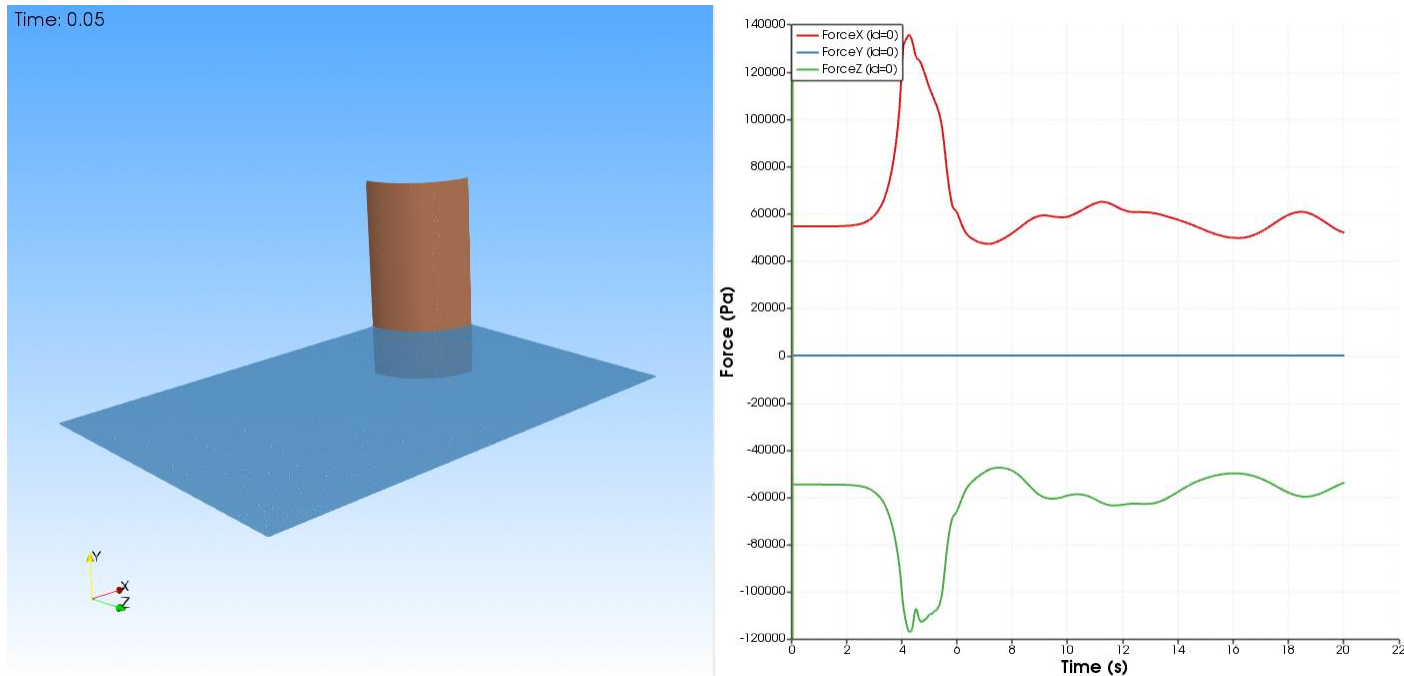 Time: 0.05
Y
X
Z
ForceX (id=0)
ForceY (id=0)
ForceZ (id=0)
140000
120000
100000
80000
60000
40000
20000
0
-20000
-40000
-60000
-80000
-100000
-120000
Force (Pa)
0 2 4 6 8 10 12 14 16 18 20 22
Time (s)